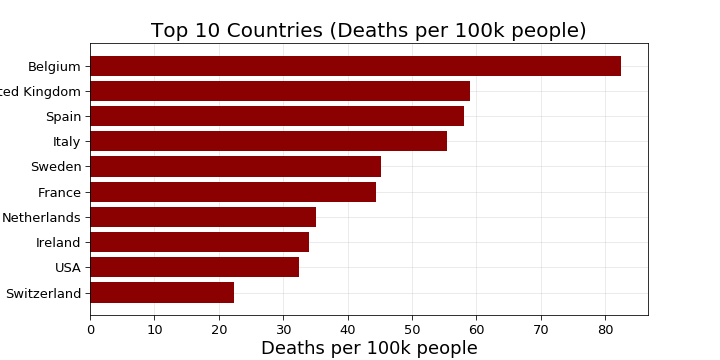 Top 10 Countries (Deaths per 100k people)
Belgium
ted Kingdom
Spain
Italy
Sweden
France
Netherlands
Ireland
USA
Switzerland
0 10 20 30 40 50 60 70 80
Deaths per 100k people